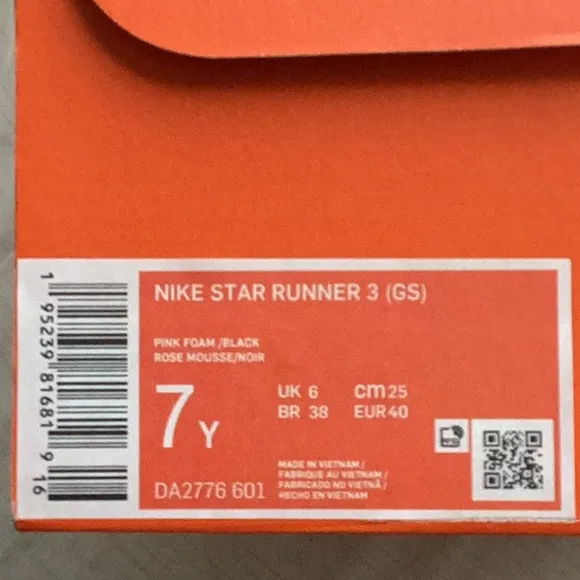 NIKE STAR RUNNER 3 (GS)
PINK FOAM /BLACK
ROSE MOUSSE/NOIR
7Y
UK 6 cm 25
BR 38 EUR 40
MADE IN VIETNAM /
FABRIQUE AU VIETNAM /
FABRICADO NO VIETNÃ /
HECHO EN VIETNAM
DA2776 601
1 95239 81681 9 16